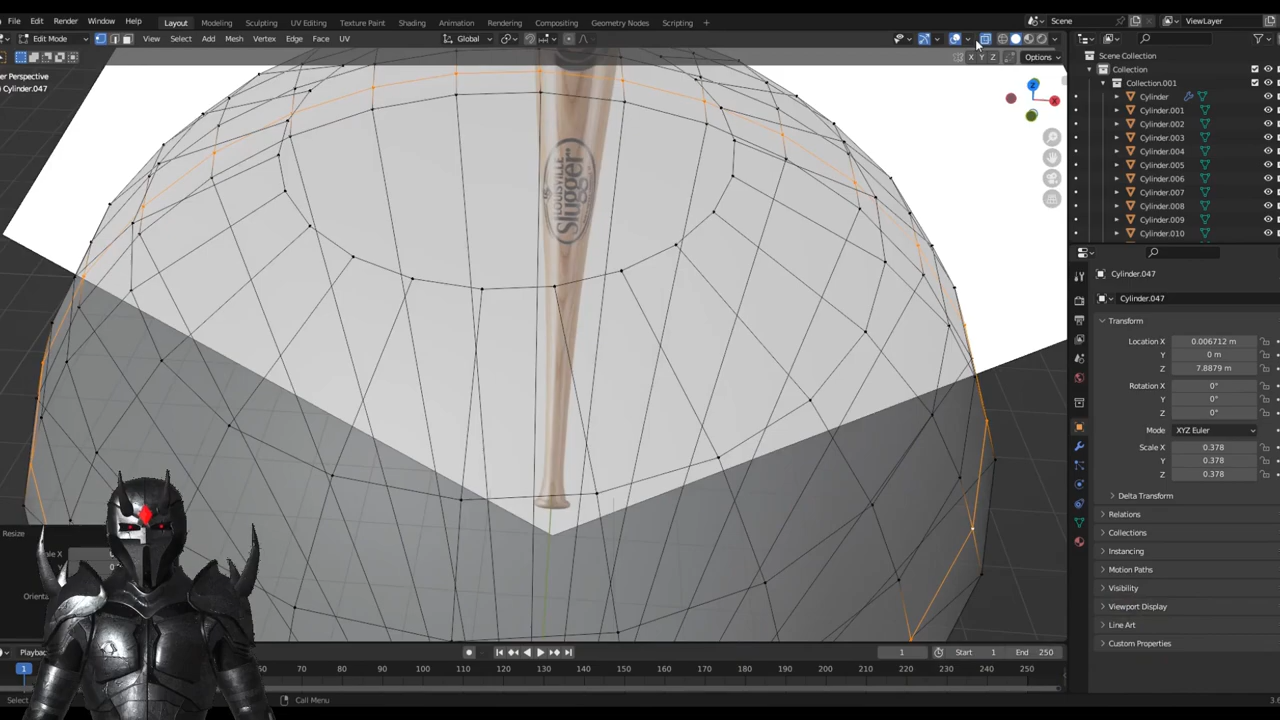 File Edit Render Window Help Layout Modeling Sculpting UV Editing Texture Paint Shading Animation Rendering Compositing Geometry Nodes Scripting + Scene ViewLayer
Edit Mode View Select Add Mesh Vertex Edge Face UV Global
X Y Z Options
Perspective
Cylinder.047
LOUISVILLE
Slugger
Z
X
Scene Collection
Collection
Collection.001
Cylinder
Cylinder.001
Cylinder.002
Cylinder.003
Cylinder.004
Cylinder.005
Cylinder.006
Cylinder.007
Cylinder.008
Cylinder.009
Cylinder.010
Cylinder.047
Cylinder.047
Transform
Location X 0.006712 m
Y 0 m
Z 7.8879 m
Rotation X 0°
Y 0°
Z 0°
Mode XYZ Euler
Scale X 0.378
Y 0.378
Z 0.378
Delta Transform
Relations
Collections
Instancing
Motion Paths
Visibility
Viewport Display
Line Art
Custom Properties
Resize
1 Start 1 End 250
1 60 70 80 90 100 110 120 130 140 150 160 170 180 190 200 210 220 230 240 250
Select Call Menu